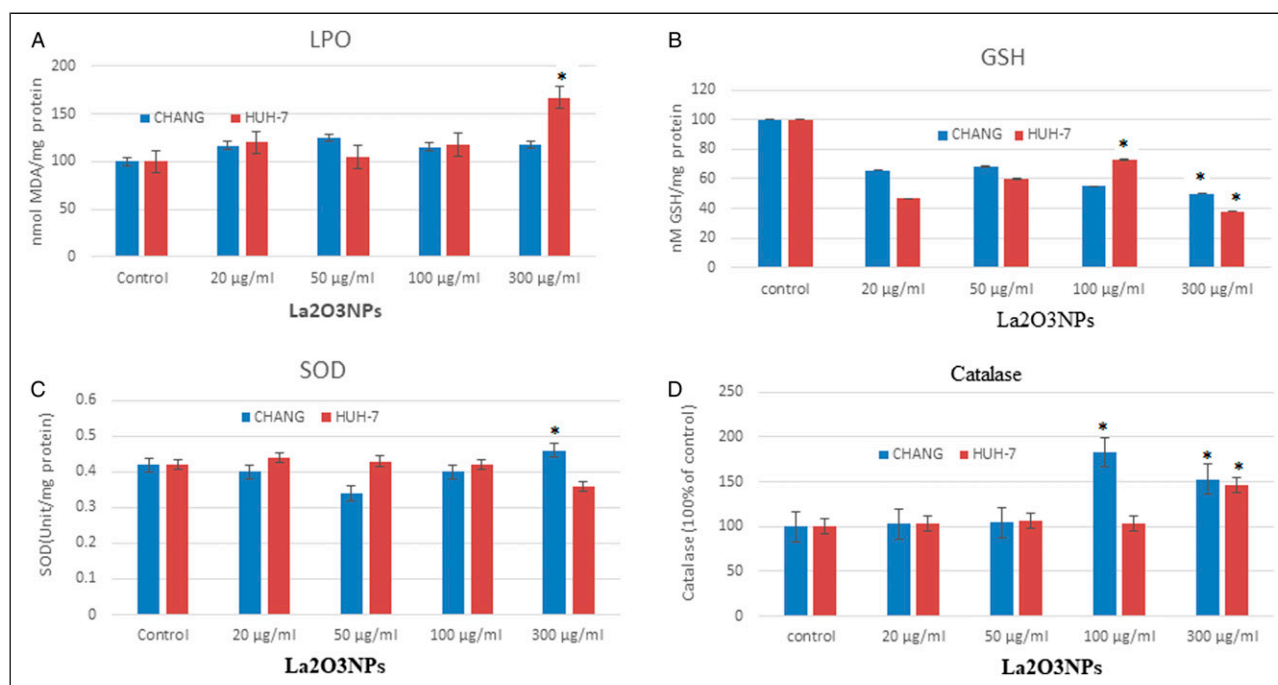 A
LPO
nmol MDA/mg protein
200
150
100
50
0
CHANG HUH-7
*
Control 20 µg/ml 50 µg/ml 100 µg/ml 300 µg/ml
La2O3NPs
B
GSH
nM GSH/mg protein
120
100
80
60
40
20
0
CHANG HUH-7
*
*
*
control 20 µg/ml 50 µg/ml 100 µg/ml 300 µg/ml
La2O3NPs
C
SOD
SOD(Unit/mg protein)
0.6
0.5
0.4
0.3
0.2
0.1
0
CHANG HUH-7
*
Control 20 µg/ml 50 µg/ml 100 µg/ml 300 µg/ml
La2O3NPs
D
Catalase
Catalase (100% of control)
250
200
150
100
50
0
CHANG HUH-7
*
*
*
control 20 µg/ml 50 µg/ml 100 µg/ml 300 µg/ml
La2O3NPs